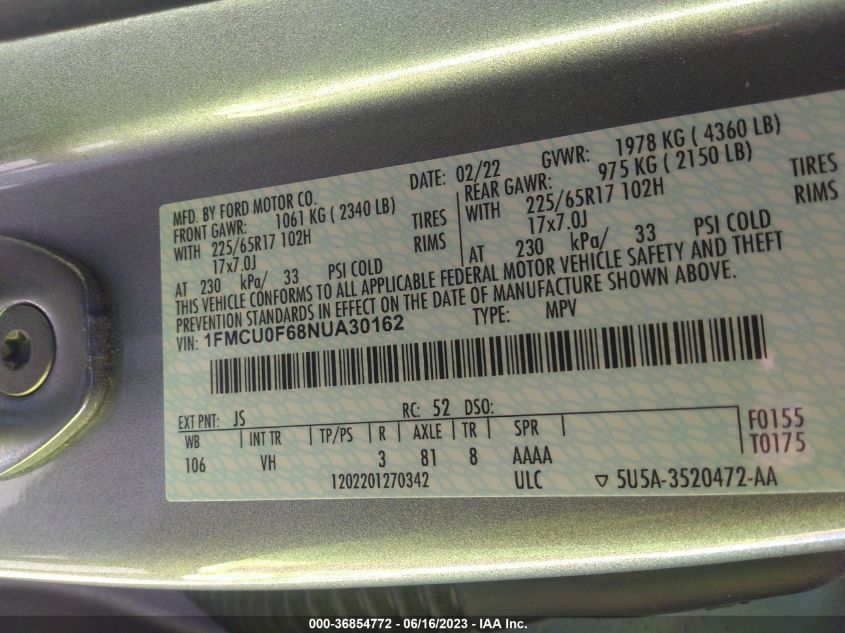 MFD. BY FORD MOTOR CO.
DATE: 02/22
GVWR: 1978 KG ( 4360 LB)
FRONT GAWR: 1061 KG ( 2340 LB)
REAR GAWR: 975 KG ( 2150 LB)
WITH 225/65R17 102H TIRES
WITH 225/65R17 102H TIRES
17x7.0J RIMS
17x7.0J RIMS
AT 230 kPa/ 33 PSI COLD
AT 230 kPa/ 33 PSI COLD
THIS VEHICLE CONFORMS TO ALL APPLICABLE FEDERAL MOTOR VEHICLE SAFETY AND THEFT
PREVENTION STANDARDS IN EFFECT ON THE DATE OF MANUFACTURE SHOWN ABOVE.
VIN: 1FMCU0F68NUA30162
TYPE: MPV
EXT PNT: JS RC: 52 DSO:
WB INT TR TP/PS R AXLE TR SPR
106 VH 3 81 8 AAAA
F0155
T0175
1202201270342 ULC ▽ 5U5A-3520472-AA
000-36854772 - 06/16/2023 - IAA Inc.